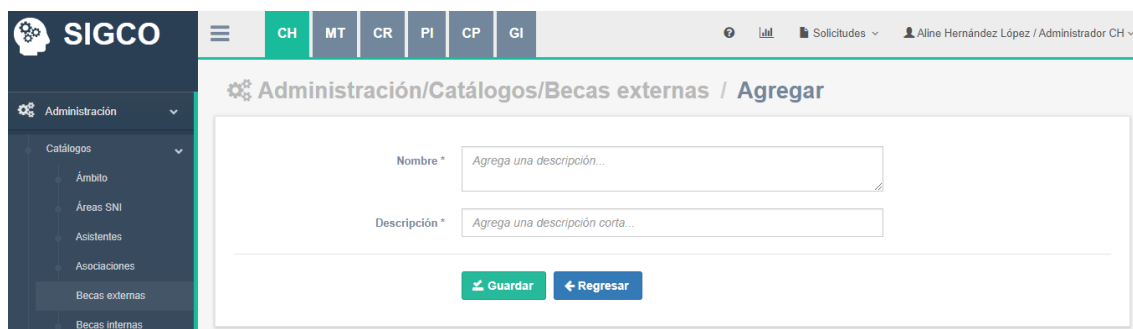 SIGCO
CH MT CR PI CP GI
Solicitudes
Aline Hernández López / Administrador CH
Administración
Catálogos
Ámbito
Áreas SNI
Asistentes
Asociaciones
Becas externas
Becas internas
Administración/Catálogos/Becas externas / Agregar
Nombre *
Agrega una descripción...
Descripción *
Agrega una descripción corta...
Guardar
Regresar